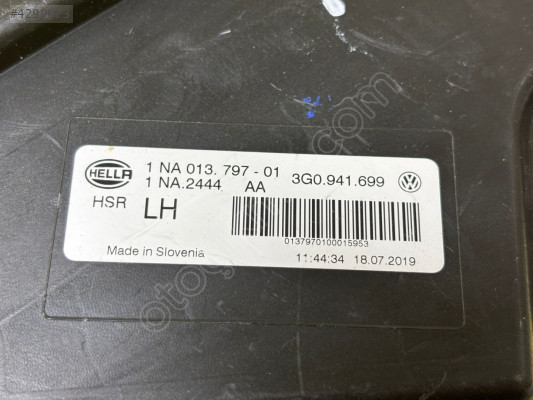 HELLA
1 NA 013. 797 - 01
3G0.941.699
1 NA.2444 AA
HSR LH
0137970100015953
Made in Slovenia
11:44:34 18.07.2019